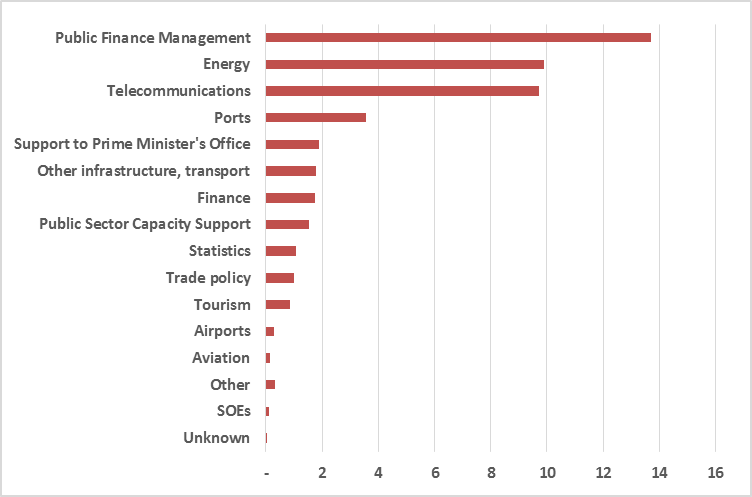 Public Finance Management
Energy
Telecommunications
Ports
Support to Prime Minister's Office
Other infrastructure, transport
Finance
Public Sector Capacity Support
Statistics
Trade policy
Tourism
Airports
Aviation
Other
SOEs
Unknown
- 2 4 6 8 10 12 14 16